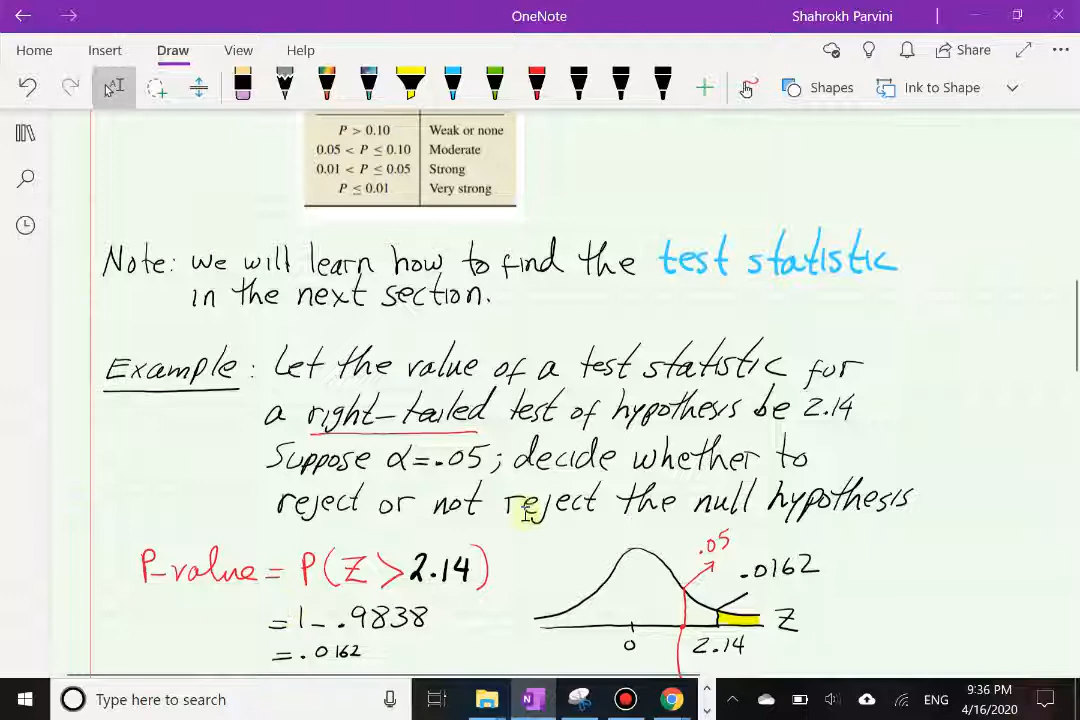 OneNote
Shahrokh Parvini
Home Insert Draw View Help
Share
Shapes
Ink to Shape
P > 0.10 Weak or none
0.05 < P ≤ 0.10 Moderate
0.01 < P ≤ 0.05 Strong
P ≤ 0.01 Very strong
Note: we will learn how to find the test statistic
in the next section.
Example: Let the value of a test statistic for
a right-tailed test of hypothesis be 2.14
Suppose α=.05; decide whether to
reject or not reject the null hypothesis
P-value = P(Z > 2.14)
= 1 - .9838
= .0162
.05
.0162
Z
0 2.14
Type here to search
ENG
9:36 PM
4/16/2020